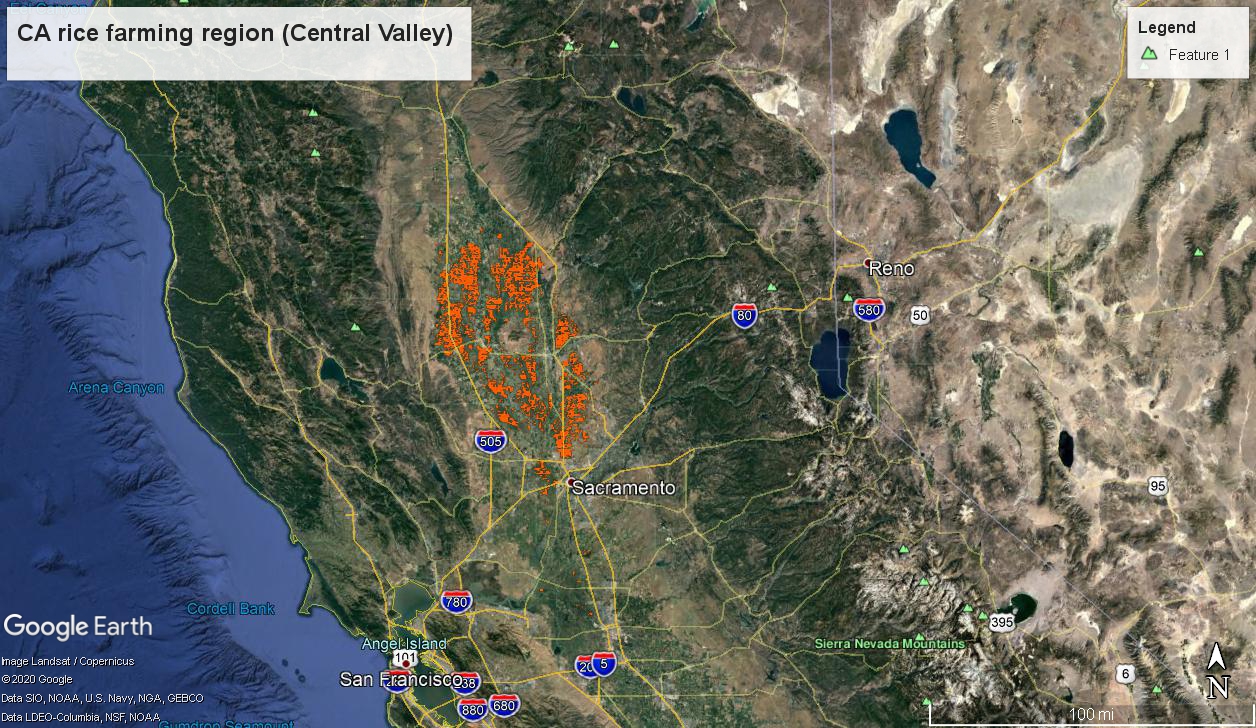 CA rice farming region (Central Valley)
Legend
Feature 1
Reno
80
580
50
Arena Canyon
505
Sacramento
95
780
Cordell Bank
395
Google Earth
Angel Island
101
Sierra Nevada Mountains
Image Landsat / Copernicus
5
6
©2020 Google
San Francisco
880
680
N
Data SIO, NOAA, U.S. Navy, NGA, GEBCO
100 mi
Data LDEO-Columbia, NSF, NOAA
Gumdrop Seamount